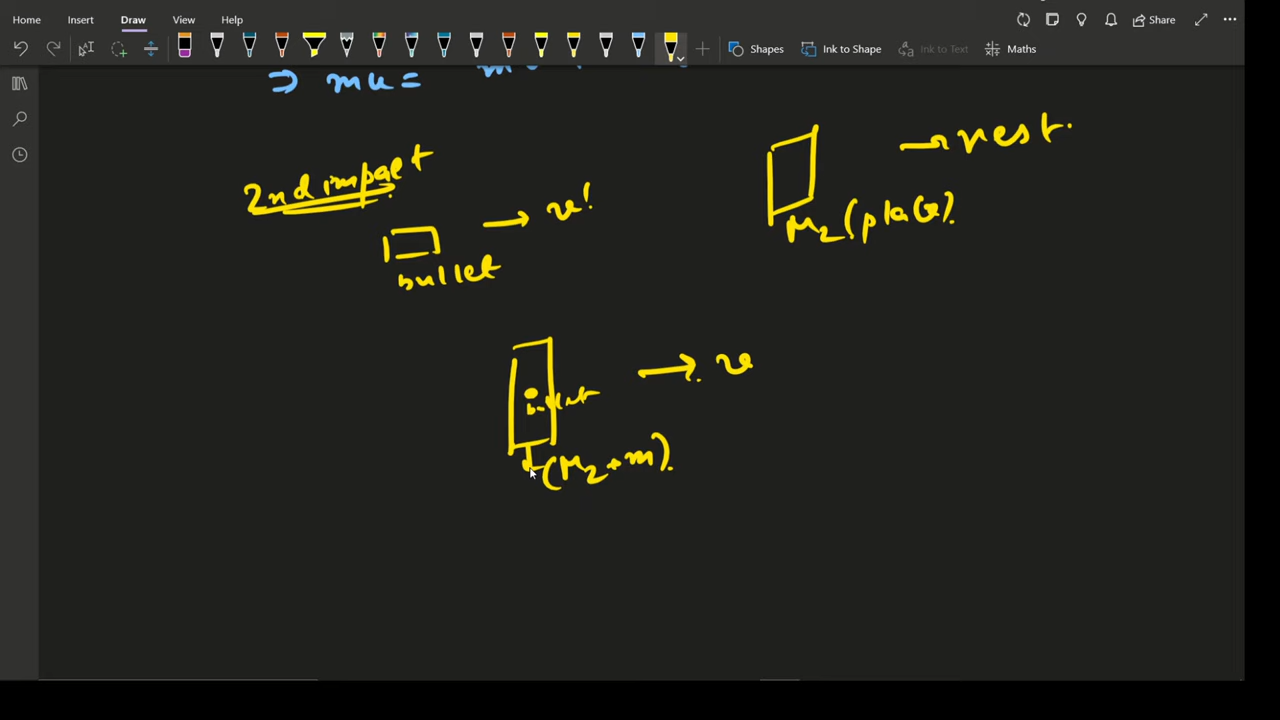 Home Insert Draw View Help
Share
Shapes Ink to Shape Ink to Text Maths
⇒ mu =
2nd impact
→ v!
bullet
→ rest.
M2 (plate).
bullet
→ v
(M2+m).